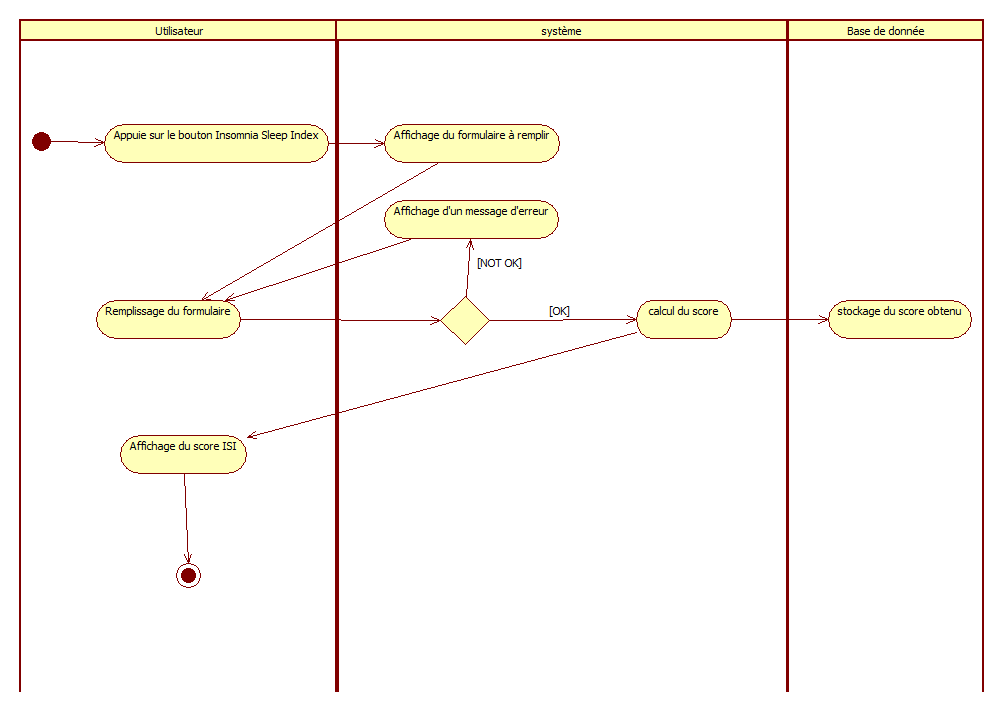 Utilisateur
système
Base de donnée
Appuie sur le bouton Insomnia Sleep Index
Affichage du formulaire à remplir
Affichage d'un message d'erreur
[NOT OK]
Remplissage du formulaire
[OK]
calcul du score
stockage du score obtenu
Affichage du score ISI